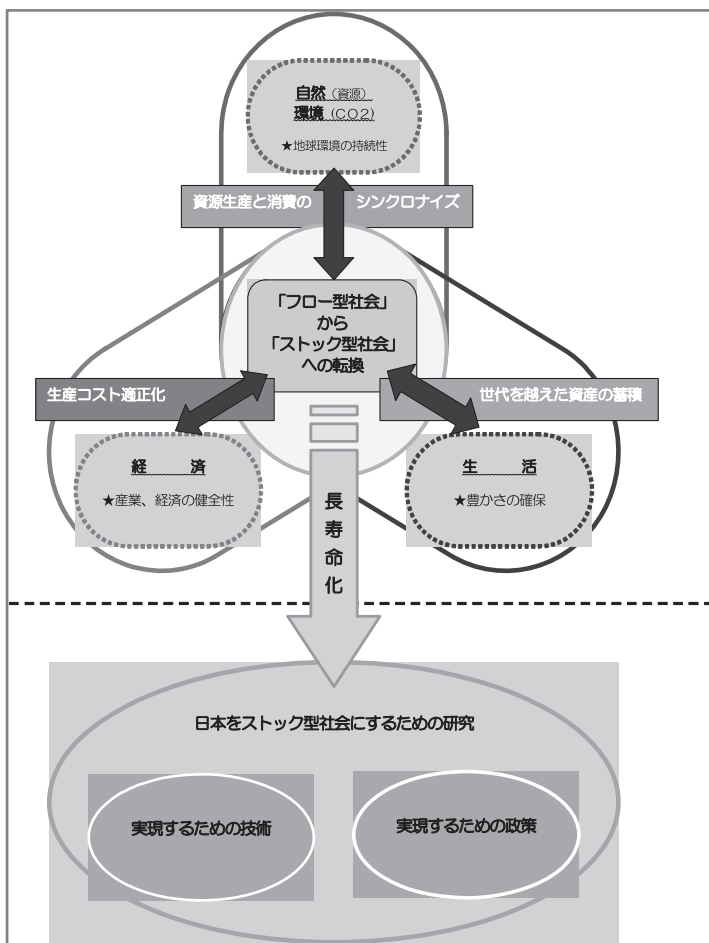 自然（資源）
環境（CO2）
★地球環境の持続性
資源生産と消費の　シンクロナイズ
「フロー型社会」
から
「ストック型社会」
への転換
生産コスト適正化
世代を越えた資産の蓄積
経　　済
★産業、経済の健全性
生　　活
★豊かさの確保
長
寿
命
化
日本をストック型社会にするための研究
実現するための技術
実現するための政策